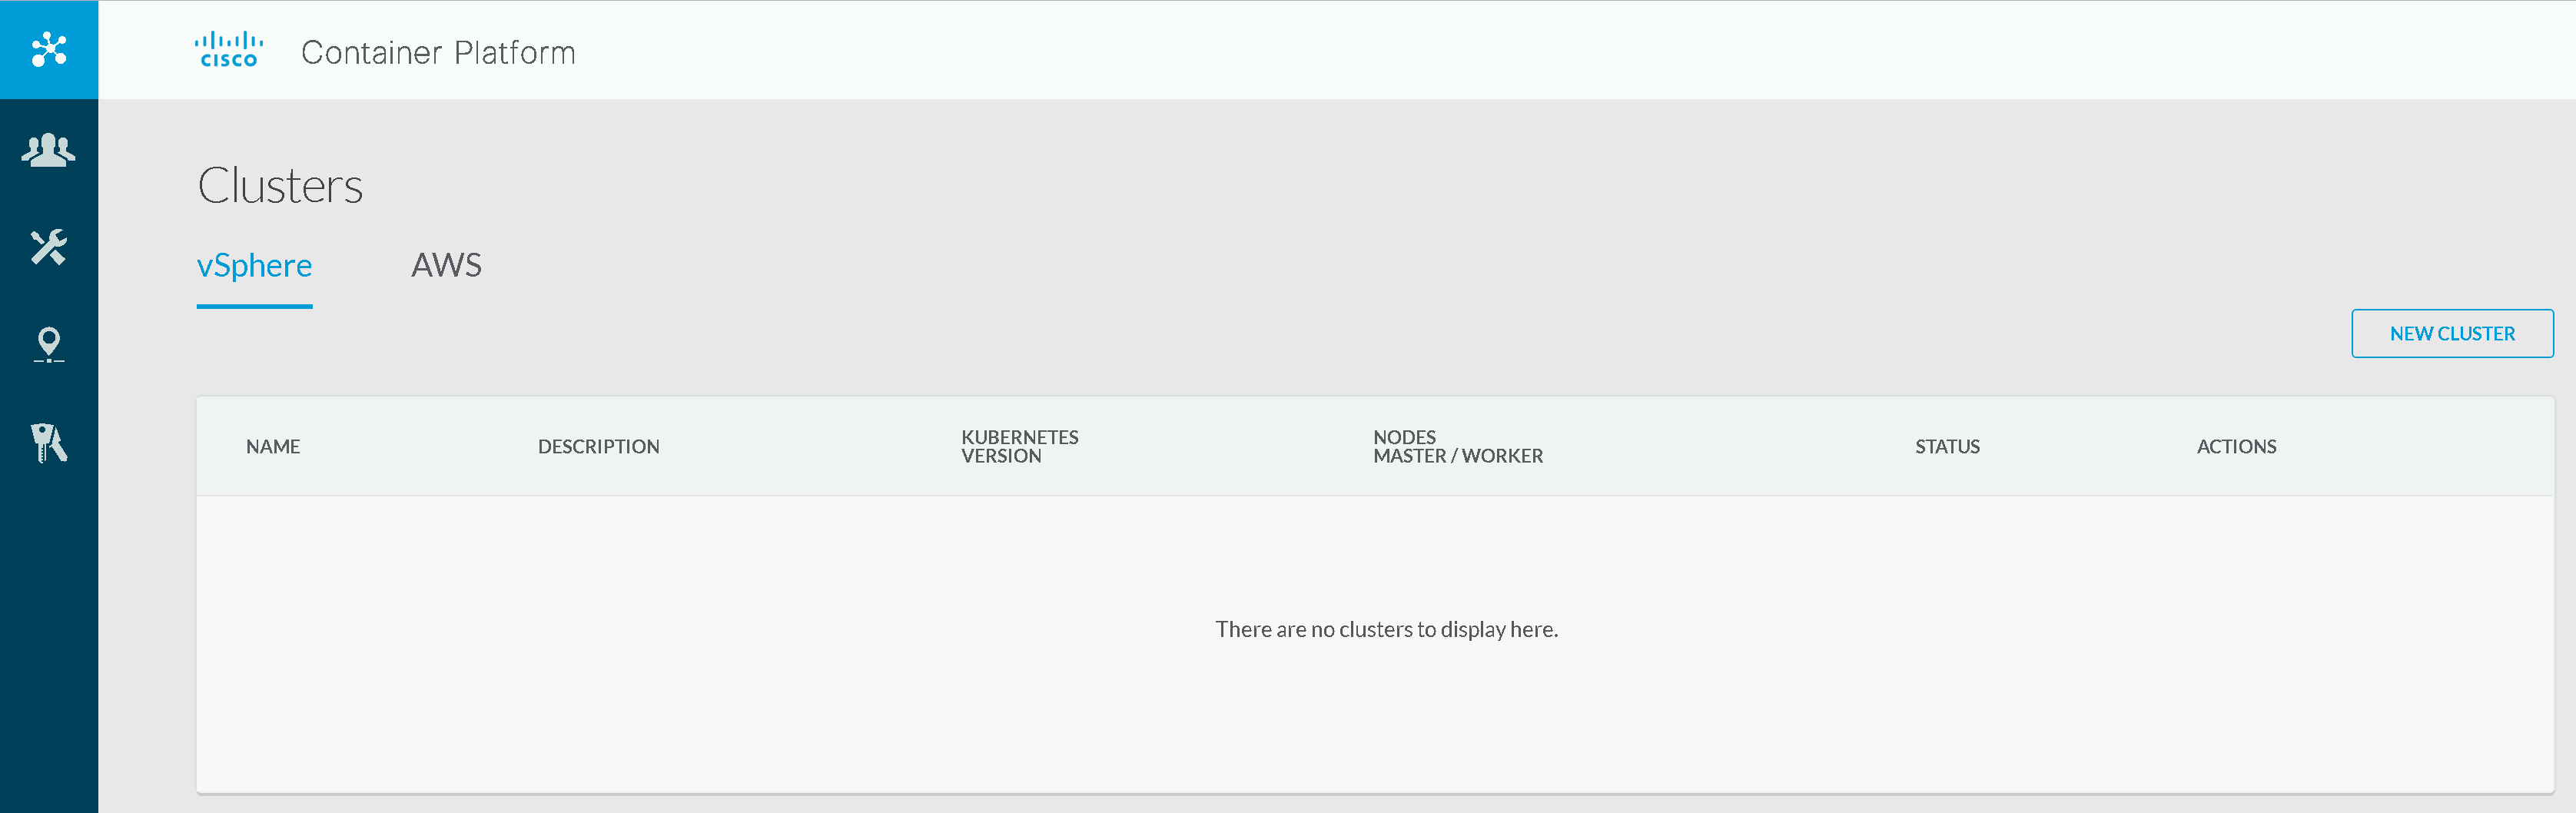 CISCO
Container Platform
Clusters
vSphere
AWS
NEW CLUSTER
NAME
DESCRIPTION
KUBERNETES
VERSION
NODES
MASTER / WORKER
STATUS
ACTIONS
There are no clusters to display here.